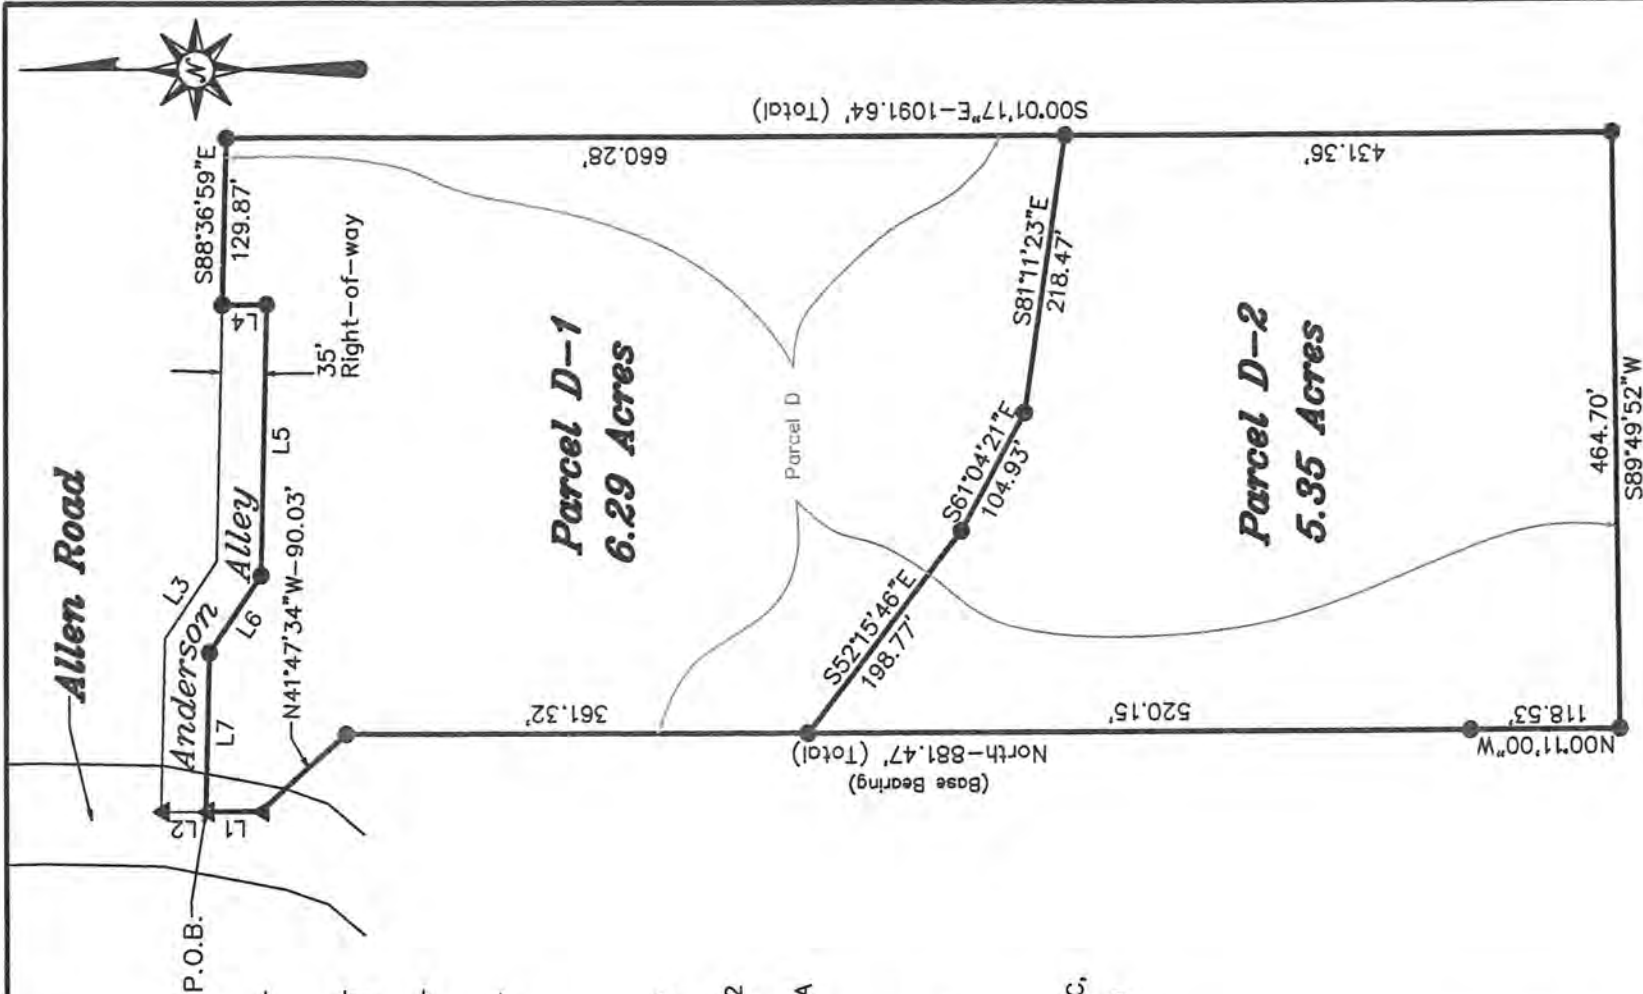 N
Allen Road
S88°36'59"E
129.87'
L3
L4
Anderson Alley
35'
Right-of-way
L5
L6
L7
P.O.B.
L2
L1
N41°47'34"W-90.03'
S00°01'17"E-1091.64' (Total)
660.28'
Parcel D-1
6.29 Acres
Parcel D
361.32'
S52°15'46"E
198.77'
S61°04'21"E
104.93'
S81°11'23"E
218.47'
431.36'
North-881.47' (Total)
(Base Bearing)
520.15'
Parcel D-2
5.35 Acres
N00°11'00"W
118.53'
464.70'
S89°49'52"W
2
A
C,